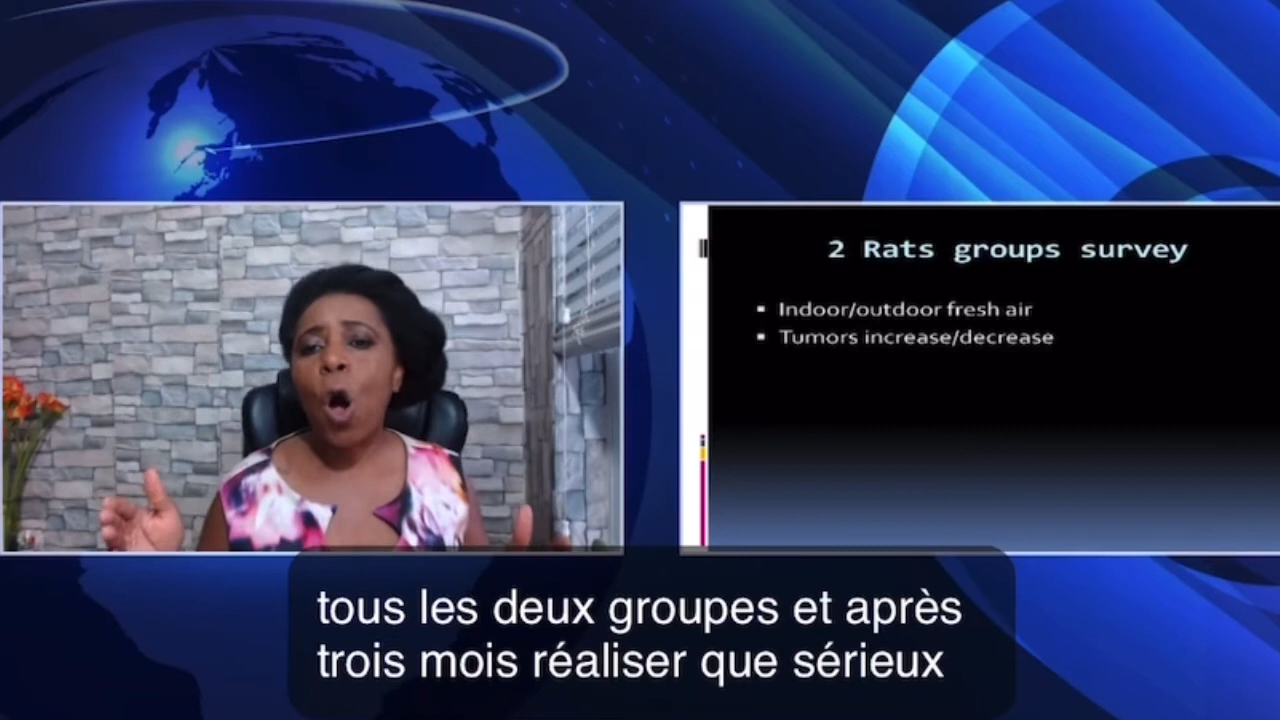 2 Rats groups survey
▪ Indoor/outdoor fresh air
▪ Tumors increase/decrease
tous les deux groupes et après
trois mois réaliser que sérieux